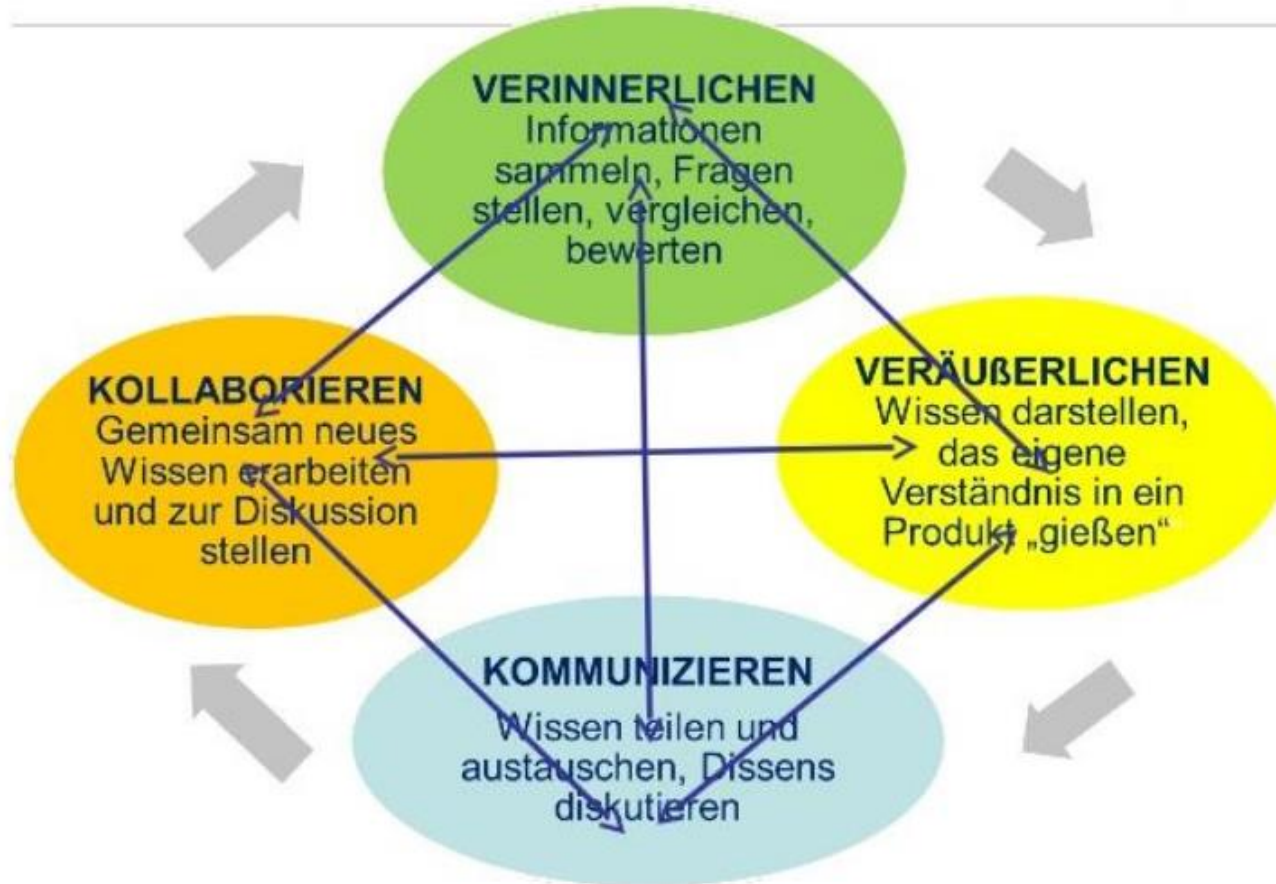 VERINNERLICHEN
Informationen
sammeln, Fragen
stellen, vergleichen,
bewerten
KOLLABORIEREN
Gemeinsam neues
Wissen erarbeiten
und zur Diskussion
stellen
VERÄUßERLICHEN
Wissen darstellen,
das eigene
Verständnis in ein
Produkt „gießen“
KOMMUNIZIEREN
Wissen teilen und
austauschen, Dissens
diskutieren